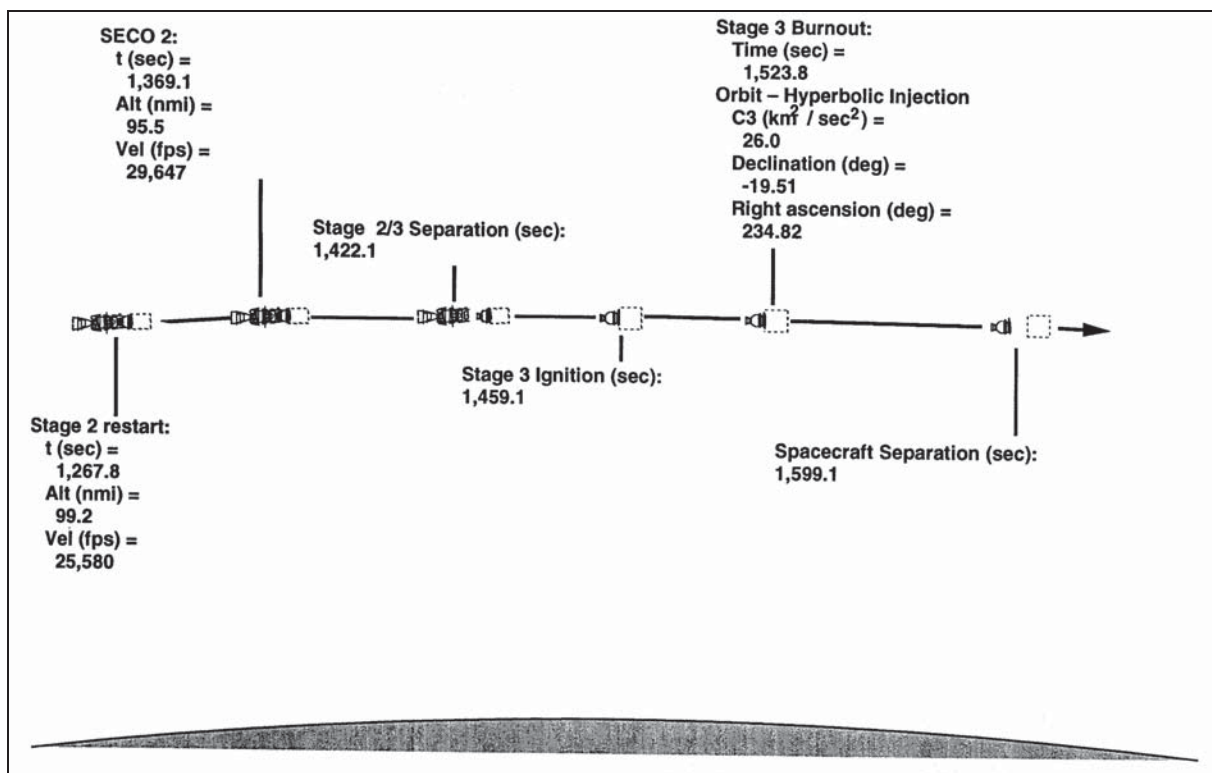 SECO 2:
t (sec) =
1,369.1
Alt (nmi) =
95.5
Vel (fps) =
29,647
Stage 3 Burnout:
Time (sec) =
1,523.8
Orbit – Hyperbolic Injection
C3 (km² / sec²) =
26.0
Declination (deg) =
-19.51
Right ascension (deg) =
234.82
Stage 2/3 Separation (sec):
1,422.1
Stage 3 Ignition (sec):
1,459.1
Stage 2 restart:
t (sec) =
1,267.8
Alt (nmi) =
99.2
Vel (fps) =
25,580
Spacecraft Separation (sec):
1,599.1